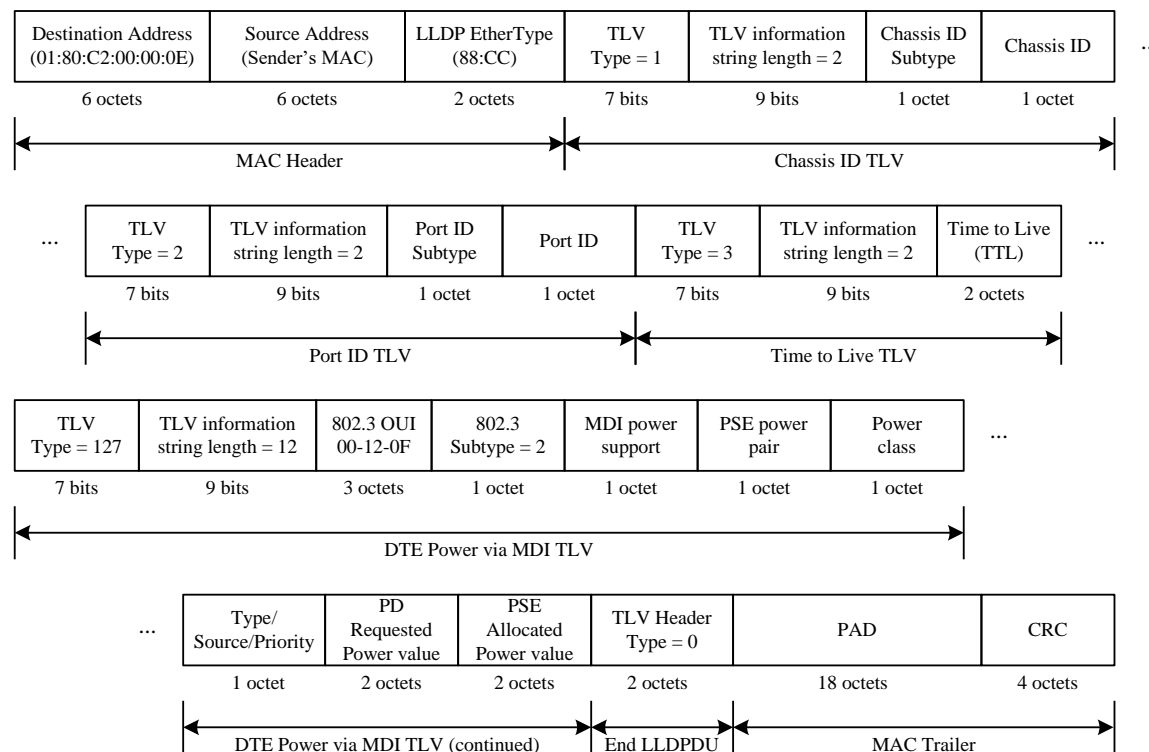 Destination Address
(01:80:C2:00:00:0E)
Source Address
(Sender's MAC)
LLDP EtherType
(88:CC)
TLV
Type = 1
TLV information
string length = 2
Chassis ID
Subtype
Chassis ID
...
6 octets
6 octets
2 octets
7 bits
9 bits
1 octet
1 octet
MAC Header
Chassis ID TLV
...
TLV
Type = 2
TLV information
string length = 2
Port ID
Subtype
Port ID
TLV
Type = 3
TLV information
string length = 2
Time to Live
(TTL)
...
7 bits
9 bits
1 octet
1 octet
7 bits
9 bits
2 octets
Port ID TLV
Time to Live TLV
TLV
Type = 127
TLV information
string length = 12
802.3 OUI
00-12-0F
802.3
Subtype = 2
MDI power
support
PSE power
pair
Power
class
...
7 bits
9 bits
3 octets
1 octet
1 octet
1 octet
1 octet
DTE Power via MDI TLV
...
Type/
Source/Priority
PD
Requested
Power value
PSE
Allocated
Power value
TLV Header
Type = 0
PAD
CRC
1 octet
2 octets
2 octets
2 octets
18 octets
4 octets
DTE Power via MDI TLV (continued)
End LLDPDU
MAC Trailer